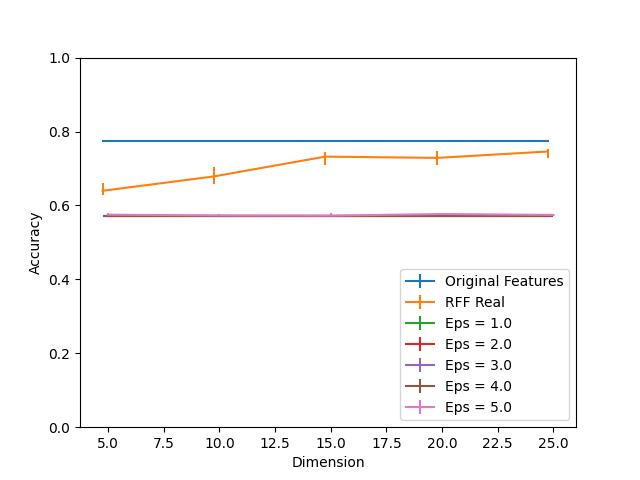 1.0
0.8
0.6
0.4
0.2
0.0
Accuracy
5.0 7.5 10.0 12.5 15.0 17.5 20.0 22.5 25.0
Dimension
Original Features
RFF Real
Eps = 1.0
Eps = 2.0
Eps = 3.0
Eps = 4.0
Eps = 5.0